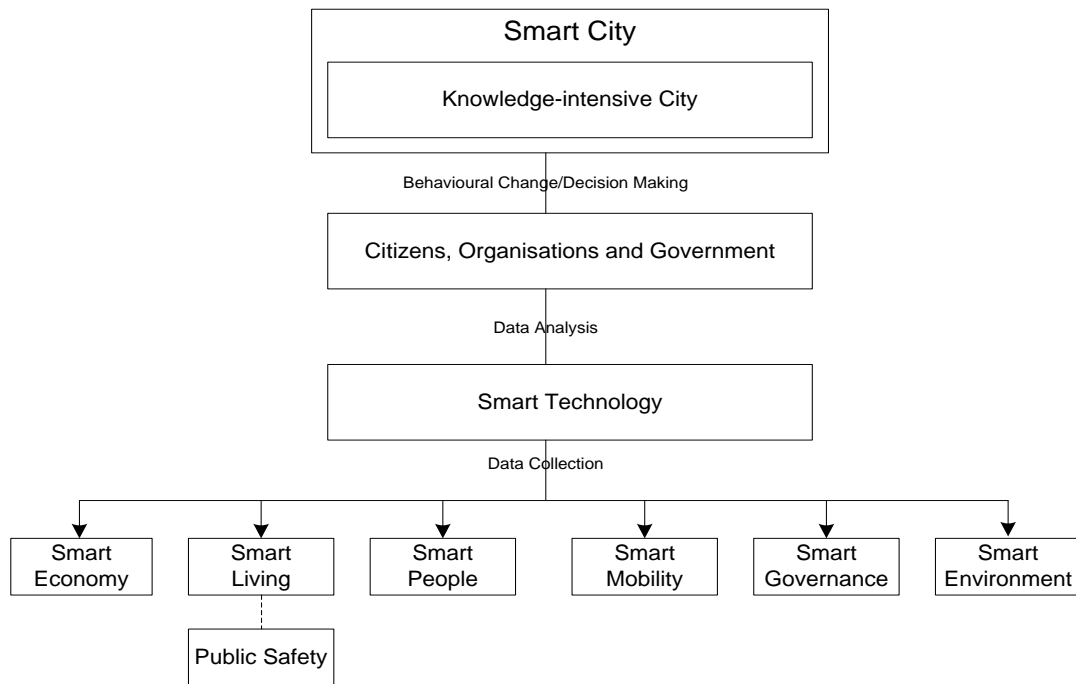 Smart City
Knowledge-intensive City
Behavioural Change/Decision Making
Citizens, Organisations and Government
Data Analysis
Smart Technology
Data Collection
Smart
Economy
Smart
Living
Smart
People
Smart
Mobility
Smart
Governance
Smart
Environment
Public Safety